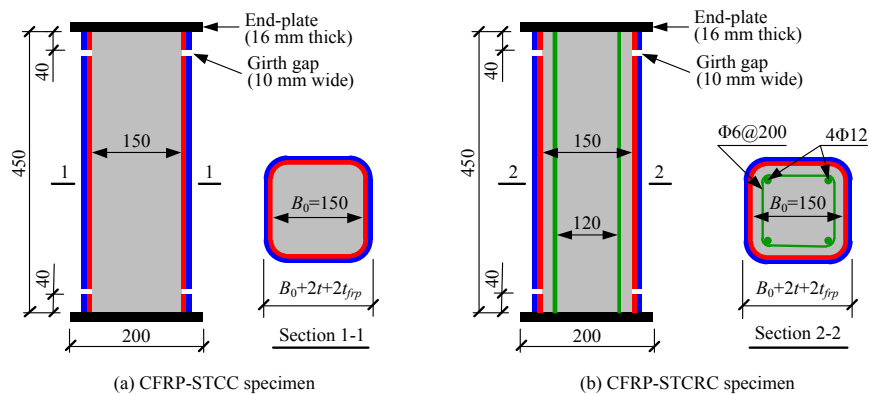 End-plate
(16 mm thick)
Girth gap
(10 mm wide)
40
450
150
1
1
B₀=150
40
200
B₀+2t+2t_frp
Section 1-1
(a) CFRP-STCC specimen
End-plate
(16 mm thick)
Girth gap
(10 mm wide)
40
450
150
Φ6@200
4Φ12
2
2
B₀=150
120
40
200
B₀+2t+2t_frp
Section 2-2
(b) CFRP-STCRC specimen